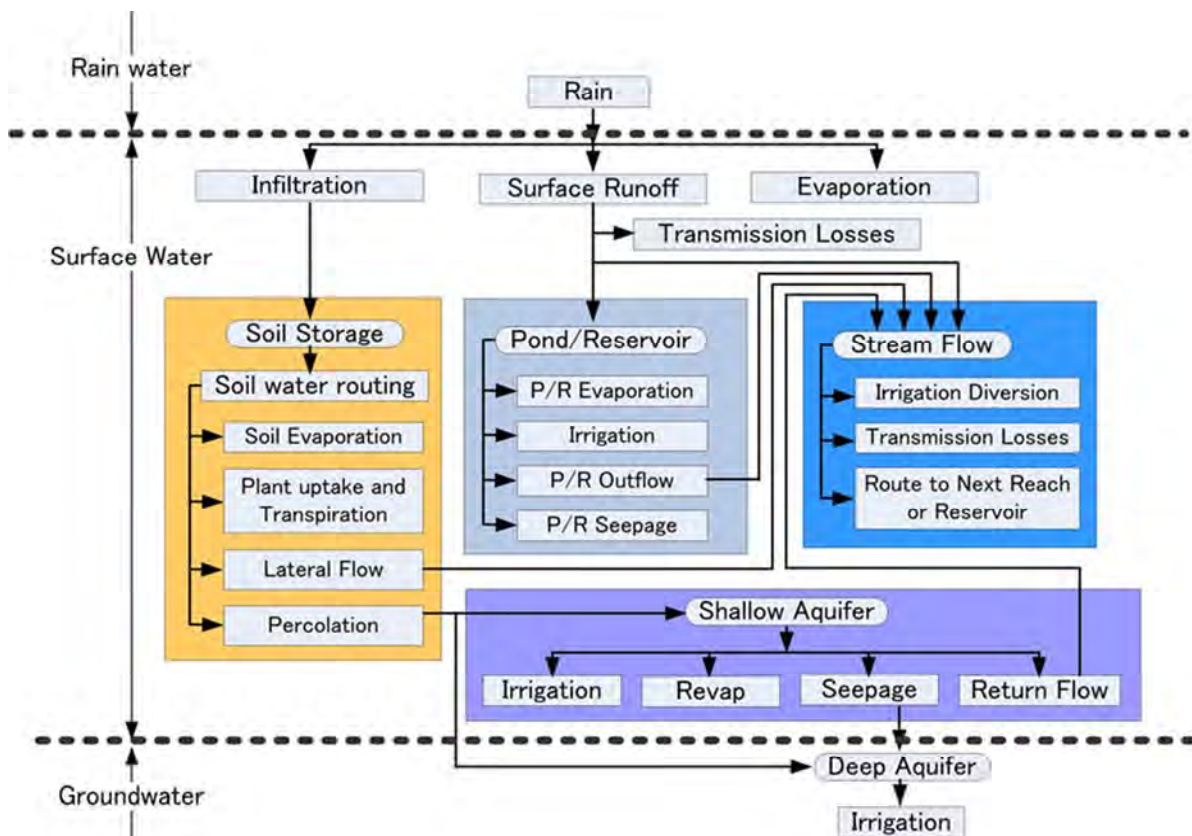 Rain water
Rain
Infiltration
Surface Runoff
Evaporation
Transmission Losses
Surface Water
Soil Storage
Soil water routing
Soil Evaporation
Plant uptake and
Transpiration
Lateral Flow
Percolation
Pond/Reservoir
P/R Evaporation
Irrigation
P/R Outflow
P/R Seepage
Stream Flow
Irrigation Diversion
Transmission Losses
Route to Next Reach
or Reservoir
Shallow Aquifer
Irrigation
Revap
Seepage
Return Flow
Groundwater
Deep Aquifer
Irrigation